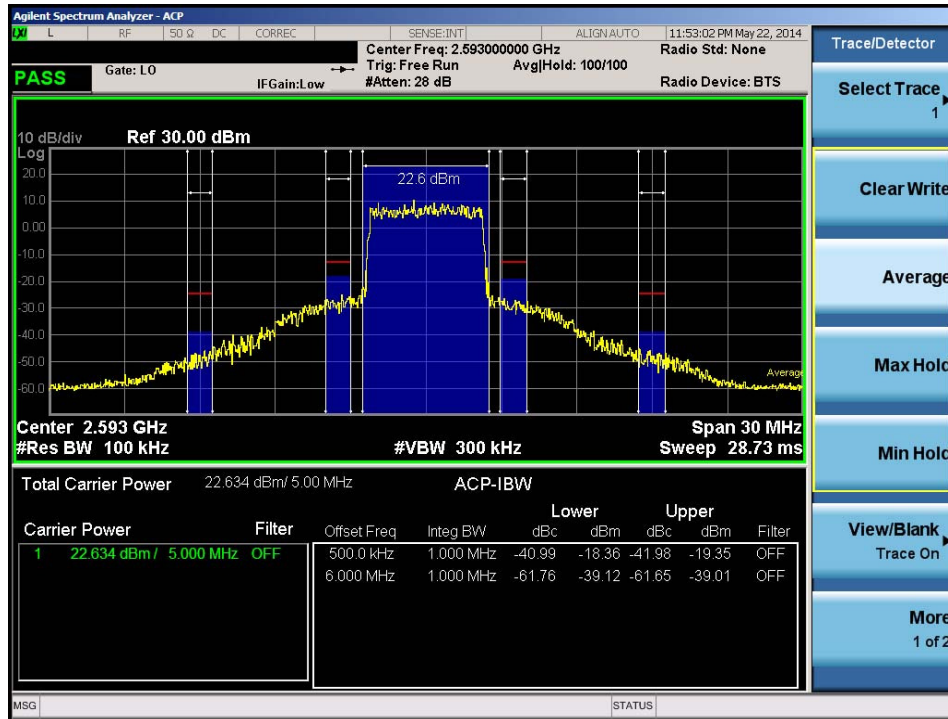 Agilent Spectrum Analyzer - ACP
LXI L RF 50 Ω DC CORREC SENSE:INT ALIGN AUTO 11:53:02 PM May 22, 2014
Center Freq: 2.593000000 GHz Radio Std: None
PASS Gate: LO Trig: Free Run Avg|Hold: 100/100
IFGain:Low #Atten: 28 dB Radio Device: BTS
10 dB/div Ref 30.00 dBm
Log
20.0
22.6 dBm
10.0
0.00
-10.0
-20.0
-30.0
-40.0
-50.0
Average
-60.0
Center 2.593 GHz Span 30 MHz
#Res BW 100 kHz #VBW 300 kHz Sweep 28.73 ms
Total Carrier Power 22.634 dBm/ 5.00 MHz ACP-IBW
Lower Upper
Carrier Power Filter Offset Freq Integ BW dBc dBm dBc dBm Filter
1 22.634 dBm / 5.000 MHz OFF 500.0 kHz 1.000 MHz -40.99 -18.36 -41.98 -19.35 OFF
6.000 MHz 1.000 MHz -61.76 -39.12 -61.65 -39.01 OFF
MSG STATUS
Trace/Detector
Select Trace
1
Clear Write
Average
Max Hold
Min Hold
View/Blank
Trace On
More
1 of 2